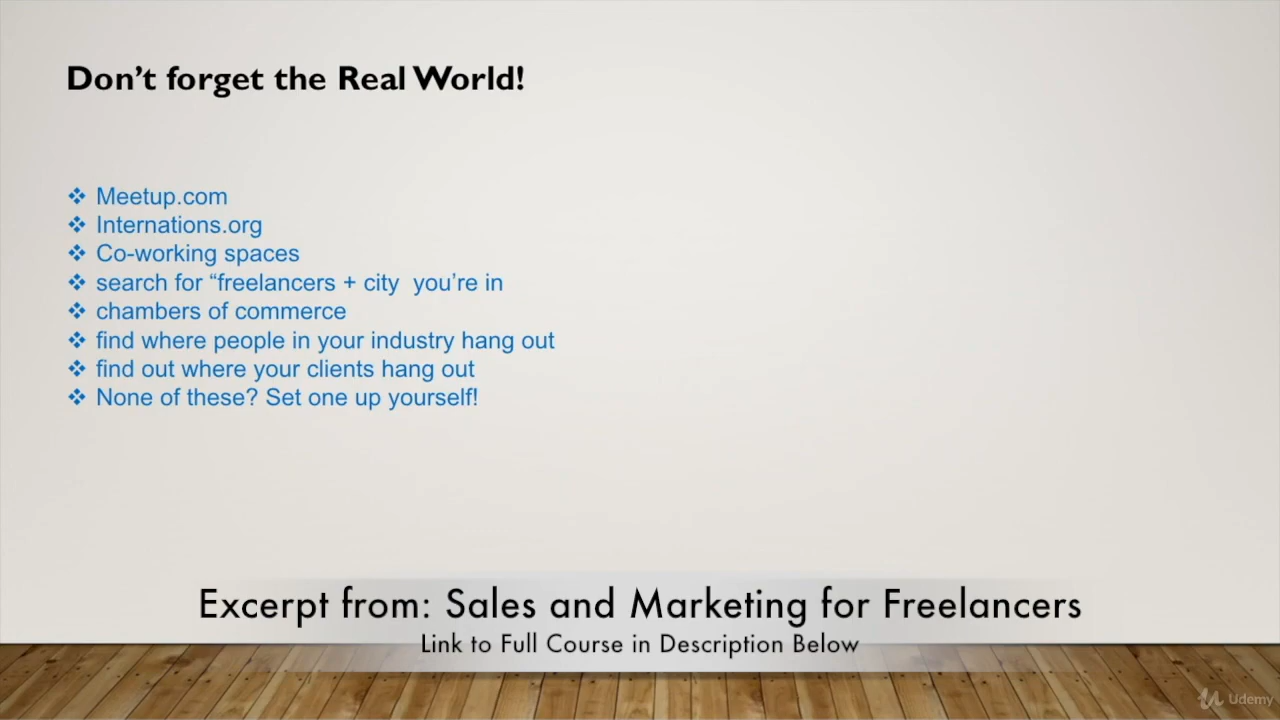 Don't forget the Real World!
❖ Meetup.com
❖ Internations.org
❖ Co-working spaces
❖ search for “freelancers + city  you’re in
❖ chambers of commerce
❖ find where people in your industry hang out
❖ find out where your clients hang out
❖ None of these? Set one up yourself!
Excerpt from: Sales and Marketing for Freelancers
Link to Full Course in Description Below
Udemy